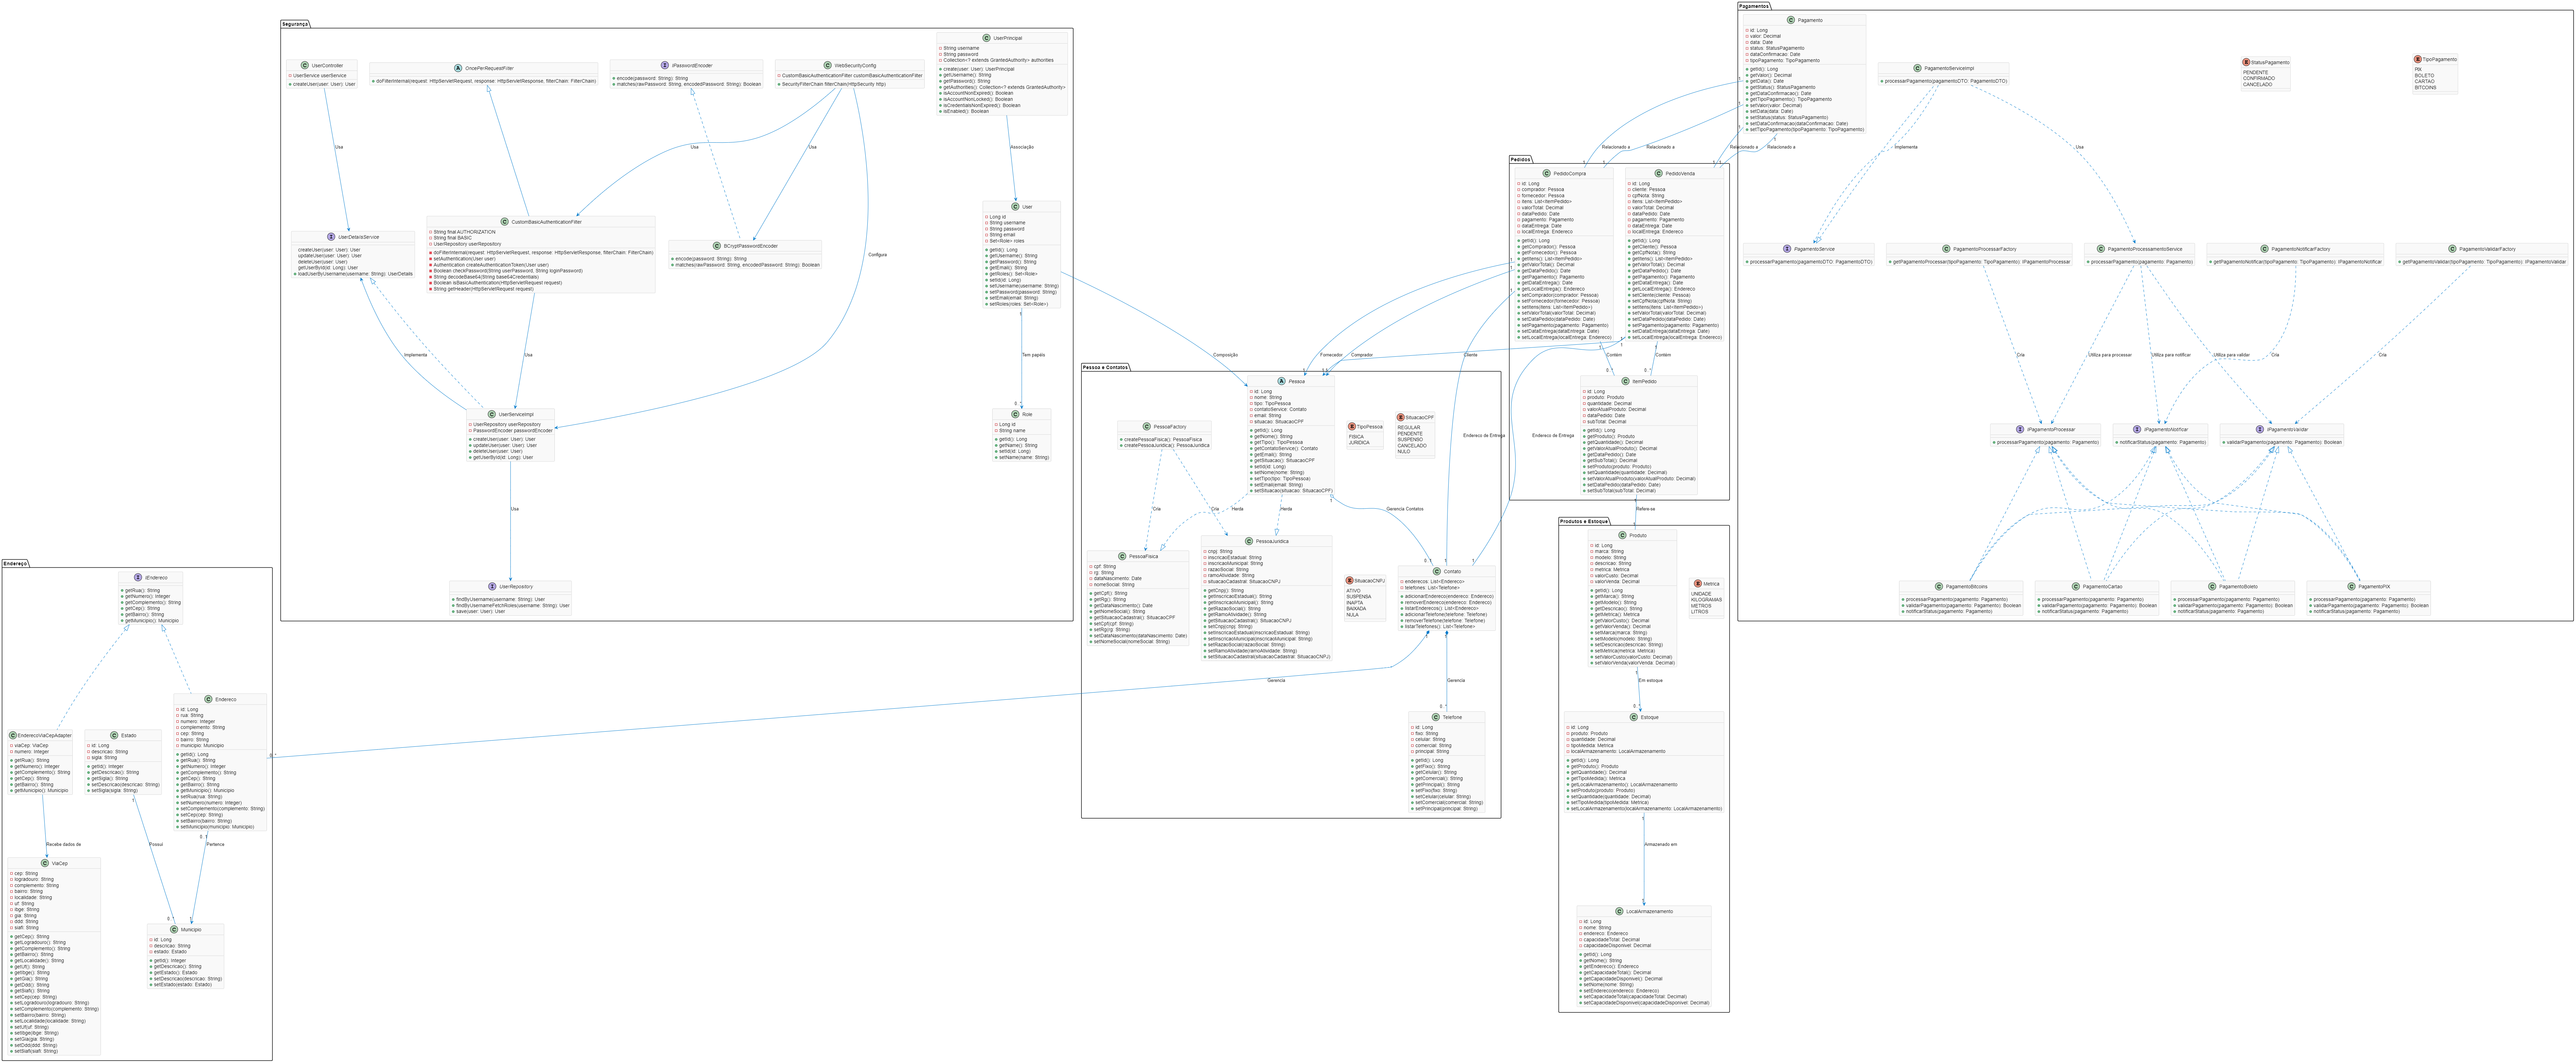 Segurança
UserController
UserService userService
createUser(user: User): User
OncePerRequestFilter
doFilterInternal(request: HttpServletRequest, response: HttpServletResponse, filterChain: FilterChain)
IPasswordEncoder
encode(password: String): String
matches(rawPassword: String, encodedPassword: String): Boolean
WebSecurityConfig
CustomBasicAuthenticationFilter customBasicAuthenticationFilter
SecurityFilterChain filterChain(HttpSecurity http)
UserPrincipal
String username
String password
Collection<? extends GrantedAuthority> authorities
create(user: User): UserPrincipal
getUsername(): String
getPassword(): String
getAuthorities(): Collection<? extends GrantedAuthority>
isAccountNonExpired(): Boolean
isAccountNonLocked(): Boolean
isCredentialsNonExpired(): Boolean
isEnabled(): Boolean
Usa
Usa
Usa
Associação
UserDetailsService
createUser(user: User): User
updateUser(user: User): User
deleteUser(user: User)
getUserById(id: Long): User
loadUserByUsername(username: String): UserDetails
CustomBasicAuthenticationFilter
String final AUTHORIZATION
String final BASIC
UserRepository userRepository
doFilterInternal(request: HttpServletRequest, response: HttpServletResponse, filterChain: FilterChain)
setAuthentication(User user)
Authentication createAuthenticationToken(User user)
Boolean checkPassword(String userPassword, String loginPassword)
String decodeBase64(String base64Credentials)
Boolean isBasicAuthentication(HttpServletRequest request)
String getHeader(HttpServletRequest request)
BCryptPasswordEncoder
encode(password: String): String
matches(rawPassword: String, encodedPassword: String): Boolean
Configura
User
Long id
String username
String password
String email
Set<Role> roles
getId(): Long
getUsername(): String
getPassword(): String
getEmail(): String
getRoles(): Set<Role>
setId(id: Long)
setUsername(username: String)
setPassword(password: String)
setEmail(email: String)
setRoles(roles: Set<Role>)
Implementa
Usa
1
Tem papéis
0..*
Composição
UserServiceImpl
UserRepository userRepository
PasswordEncoder passwordEncoder
createUser(user: User): User
updateUser(user: User): User
deleteUser(user: User)
getUserById(id: Long): User
Role
Long id
String name
getId(): Long
getName(): String
setId(id: Long)
setName(name: String)
Usa
UserRepository
findByUsername(username: String): User
findByUsernameFetchRoles(username: String): User
save(user: User): User
Pagamentos
Pagamento
id: Long
valor: Decimal
data: Date
status: StatusPagamento
dataConfirmacao: Date
tipoPagamento: TipoPagamento
getId(): Long
getValor(): Decimal
getData(): Date
getStatus(): StatusPagamento
getDataConfirmacao(): Date
getTipoPagamento(): TipoPagamento
setValor(valor: Decimal)
setData(data: Date)
setStatus(status: StatusPagamento)
setDataConfirmacao(dataConfirmacao: Date)
setTipoPagamento(tipoPagamento: TipoPagamento)
PagamentoServiceImpl
processarPagamento(pagamentoDTO: PagamentoDTO)
StatusPagamento
PENDENTE
CONFIRMADO
CANCELADO
TipoPagamento
PIX
BOLETO
CARTAO
BITCOINS
Relacionado a
Relacionado a
Relacionado a
Relacionado a
Implementa
Usa
PagamentoService
processarPagamento(pagamentoDTO: PagamentoDTO)
PagamentoProcessarFactory
getPagamentoProcessar(tipoPagamento: TipoPagamento): IPagamentoProcessar
PagamentoProcessamentoService
processarPagamento(pagamento: Pagamento)
PagamentoNotificarFactory
getPagamentoNotificar(tipoPagamento: TipoPagamento): IPagamentoNotificar
PagamentoValidarFactory
getPagamentoValidar(tipoPagamento: TipoPagamento): IPagamentoValidar
Cria
Utiliza para processar
Utiliza para notificar
Utiliza para validar
Cria
Cria
IPagamentoProcessar
processarPagamento(pagamento: Pagamento)
IPagamentoNotificar
notificarStatus(pagamento: Pagamento)
IPagamentoValidar
validarPagamento(pagamento: Pagamento): Boolean
PagamentoBitcoins
processarPagamento(pagamento: Pagamento)
validarPagamento(pagamento: Pagamento): Boolean
notificarStatus(pagamento: Pagamento)
PagamentoCartao
processarPagamento(pagamento: Pagamento)
validarPagamento(pagamento: Pagamento): Boolean
notificarStatus(pagamento: Pagamento)
PagamentoBoleto
processarPagamento(pagamento: Pagamento)
validarPagamento(pagamento: Pagamento): Boolean
notificarStatus(pagamento: Pagamento)
PagamentoPIX
processarPagamento(pagamento: Pagamento)
validarPagamento(pagamento: Pagamento): Boolean
notificarStatus(pagamento: Pagamento)
Pedidos
PedidoCompra
id: Long
comprador: Pessoa
fornecedor: Pessoa
itens: List<ItemPedido>
valorTotal: Decimal
dataPedido: Date
pagamento: Pagamento
dataEntrega: Date
localEntrega: Endereco
getId(): Long
getComprador(): Pessoa
getFornecedor(): Pessoa
getItens(): List<ItemPedido>
getValorTotal(): Decimal
getDataPedido(): Date
getPagamento(): Pagamento
getDataEntrega(): Date
getLocalEntrega(): Endereco
setComprador(comprador: Pessoa)
setFornecedor(fornecedor: Pessoa)
setItens(itens: List<ItemPedido>)
setValorTotal(valorTotal: Decimal)
setDataPedido(dataPedido: Date)
setPagamento(pagamento: Pagamento)
setDataEntrega(dataEntrega: Date)
setLocalEntrega(localEntrega: Endereco)
PedidoVenda
id: Long
cliente: Pessoa
cpfNota: String
itens: List<ItemPedido>
valorTotal: Decimal
dataPedido: Date
pagamento: Pagamento
dataEntrega: Date
localEntrega: Endereco
getId(): Long
getCliente(): Pessoa
getCpfNota(): String
getItens(): List<ItemPedido>
getValorTotal(): Decimal
getDataPedido(): Date
getPagamento(): Pagamento
getDataEntrega(): Date
getLocalEntrega(): Endereco
setCliente(cliente: Pessoa)
setCpfNota(cpfNota: String)
setItens(itens: List<ItemPedido>)
setValorTotal(valorTotal: Decimal)
setDataPedido(dataPedido: Date)
setPagamento(pagamento: Pagamento)
setDataEntrega(dataEntrega: Date)
setLocalEntrega(localEntrega: Endereco)
Fornecedor
Comprador
Cliente
Contém
Contém
Endereco de Entrega
Endereco de Entrega
ItemPedido
id: Long
produto: Produto
quantidade: Decimal
valorAtualProduto: Decimal
dataPedido: Date
subTotal: Decimal
getId(): Long
getProduto(): Produto
getQuantidade(): Decimal
getValorAtualProduto(): Decimal
getDataPedido(): Date
getSubTotal(): Decimal
setProduto(produto: Produto)
setQuantidade(quantidade: Decimal)
setValorAtualProduto(valorAtualProduto: Decimal)
setDataPedido(dataPedido: Date)
setSubTotal(subTotal: Decimal)
Refere-se
Pessoa e Contatos
Pessoa
id: Long
nome: String
tipo: TipoPessoa
contatoService: Contato
email: String
situacao: SituacaoCPF
getId(): Long
getNome(): String
getTipo(): TipoPessoa
getContatoService(): Contato
getEmail(): String
getSituacao(): SituacaoCPF
setId(id: Long)
setNome(nome: String)
setTipo(tipo: TipoPessoa)
setEmail(email: String)
setSituacao(situacao: SituacaoCPF)
TipoPessoa
FISICA
JURIDICA
SituacaoCPF
REGULAR
PENDENTE
SUSPENSO
CANCELADO
NULO
PessoaFactory
createPessoaFisica(): PessoaFisica
createPessoaJuridica(): PessoaJuridica
Cria
Cria
Herda
Herda
Gerencia Contatos
PessoaFisica
cpf: String
rg: String
dataNascimento: Date
nomeSocial: String
getCpf(): String
getRg(): String
getDataNascimento(): Date
getNomeSocial(): String
getSituacaoCadastral(): SituacaoCPF
setCpf(cpf: String)
setRg(rg: String)
setDataNascimento(dataNascimento: Date)
setNomeSocial(nomeSocial: String)
PessoaJuridica
cnpj: String
inscricaoEstadual: String
inscricaoMunicipal: String
razaoSocial: String
ramoAtividade: String
situacaoCadastral: SituacaoCNPJ
getCnpj(): String
getInscricaoEstadual(): String
getInscricaoMunicipal(): String
getRazaoSocial(): String
getRamoAtividade(): String
getSituacaoCadastral(): SituacaoCNPJ
setCnpj(cnpj: String)
setInscricaoEstadual(inscricaoEstadual: String)
setInscricaoMunicipal(inscricaoMunicipal: String)
setRazaoSocial(razaoSocial: String)
setRamoAtividade(ramoAtividade: String)
setSituacaoCadastral(situacaoCadastral: SituacaoCNPJ)
SituacaoCNPJ
ATIVO
SUSPENSA
INAPTA
BAIXADA
NULA
Contato
enderecos: List<Endereco>
telefones: List<Telefone>
adicionarEndereco(endereco: Endereco)
removerEndereco(endereco: Endereco)
listarEnderecos(): List<Endereco>
adicionarTelefone(telefone: Telefone)
removerTelefone(telefone: Telefone)
listarTelefones(): List<Telefone>
Gerencia
Gerencia
Telefone
id: Long
fixo: String
celular: String
comercial: String
principal: String
getId(): Long
getFixo(): String
getCelular(): String
getComercial(): String
getPrincipal(): String
setFixo(fixo: String)
setCelular(celular: String)
setComercial(comercial: String)
setPrincipal(principal: String)
Produtos e Estoque
Produto
id: Long
marca: String
modelo: String
descricao: String
metrica: Metrica
valorCusto: Decimal
valorVenda: Decimal
getId(): Long
getMarca(): String
getModelo(): String
getDescricao(): String
getMetrica(): Metrica
getValorCusto(): Decimal
getValorVenda(): Decimal
setMarca(marca: String)
setModelo(modelo: String)
setDescricao(descricao: String)
setMetrica(metrica: Metrica)
setValorCusto(valorCusto: Decimal)
setValorVenda(valorVenda: Decimal)
Metrica
UNIDADE
KILOGRAMAS
METROS
LITROS
Em estoque
Estoque
id: Long
produto: Produto
quantidade: Decimal
tipoMedida: Metrica
localArmazenamento: LocalArmazenamento
getId(): Long
getProduto(): Produto
getQuantidade(): Decimal
getTipoMedida(): Metrica
getLocalArmazenamento(): LocalArmazenamento
setProduto(produto: Produto)
setQuantidade(quantidade: Decimal)
setTipoMedida(tipoMedida: Metrica)
setLocalArmazenamento(localArmazenamento: LocalArmazenamento)
Armazenado em
LocalArmazenamento
id: Long
nome: String
endereco: Endereco
capacidadeTotal: Decimal
capacidadeDisponivel: Decimal
getId(): Long
getNome(): String
getEndereco(): Endereco
getCapacidadeTotal(): Decimal
getCapacidadeDisponivel(): Decimal
setNome(nome: String)
setEndereco(endereco: Endereco)
setCapacidadeTotal(capacidadeTotal: Decimal)
setCapacidadeDisponivel(capacidadeDisponivel: Decimal)
Endereço
IEndereco
getRua(): String
getNumero(): Integer
getComplemento(): String
getCep(): String
getBairro(): String
getMunicipio(): Municipio
EnderecoViaCepAdapter
viaCep: ViaCep
numero: Integer
getRua(): String
getNumero(): Integer
getComplemento(): String
getCep(): String
getBairro(): String
getMunicipio(): Municipio
Estado
id: Long
descricao: String
sigla: String
getId(): Integer
getDescricao(): String
getSigla(): String
setDescricao(descricao: String)
setSigla(sigla: String)
Endereco
id: Long
rua: String
numero: Integer
complemento: String
cep: String
bairro: String
municipio: Municipio
getId(): Long
getRua(): String
getNumero(): Integer
getComplemento(): String
getCep(): String
getBairro(): String
getMunicipio(): Municipio
setRua(rua: String)
setNumero(numero: Integer)
setComplemento(complemento: String)
setCep(cep: String)
setBairro(bairro: String)
setMunicipio(municipio: Municipio)
Recebe dados de
Possui
Pertence
ViaCep
cep: String
logradouro: String
complemento: String
bairro: String
localidade: String
uf: String
ibge: String
gia: String
ddd: String
siafi: String
getCep(): String
getLogradouro(): String
getComplemento(): String
getBairro(): String
getLocalidade(): String
getUf(): String
getIbge(): String
getGia(): String
getDdd(): String
getSiafi(): String
setCep(cep: String)
setLogradouro(logradouro: String)
setComplemento(complemento: String)
setBairro(bairro: String)
setLocalidade(localidade: String)
setUf(uf: String)
setIbge(ibge: String)
setGia(gia: String)
setDdd(ddd: String)
setSiafi(siafi: String)
Municipio
id: Long
descricao: String
estado: Estado
getId(): Integer
getDescricao(): String
getEstado(): Estado
setDescricao(descricao: String)
setEstado(estado: Estado)